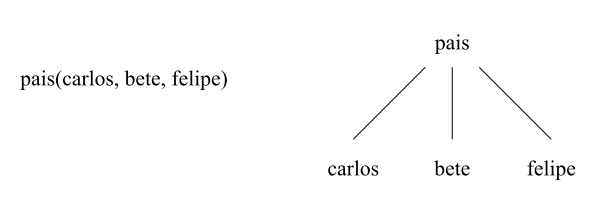 pais
pais(carlos, bete, felipe)
carlos bete felipe